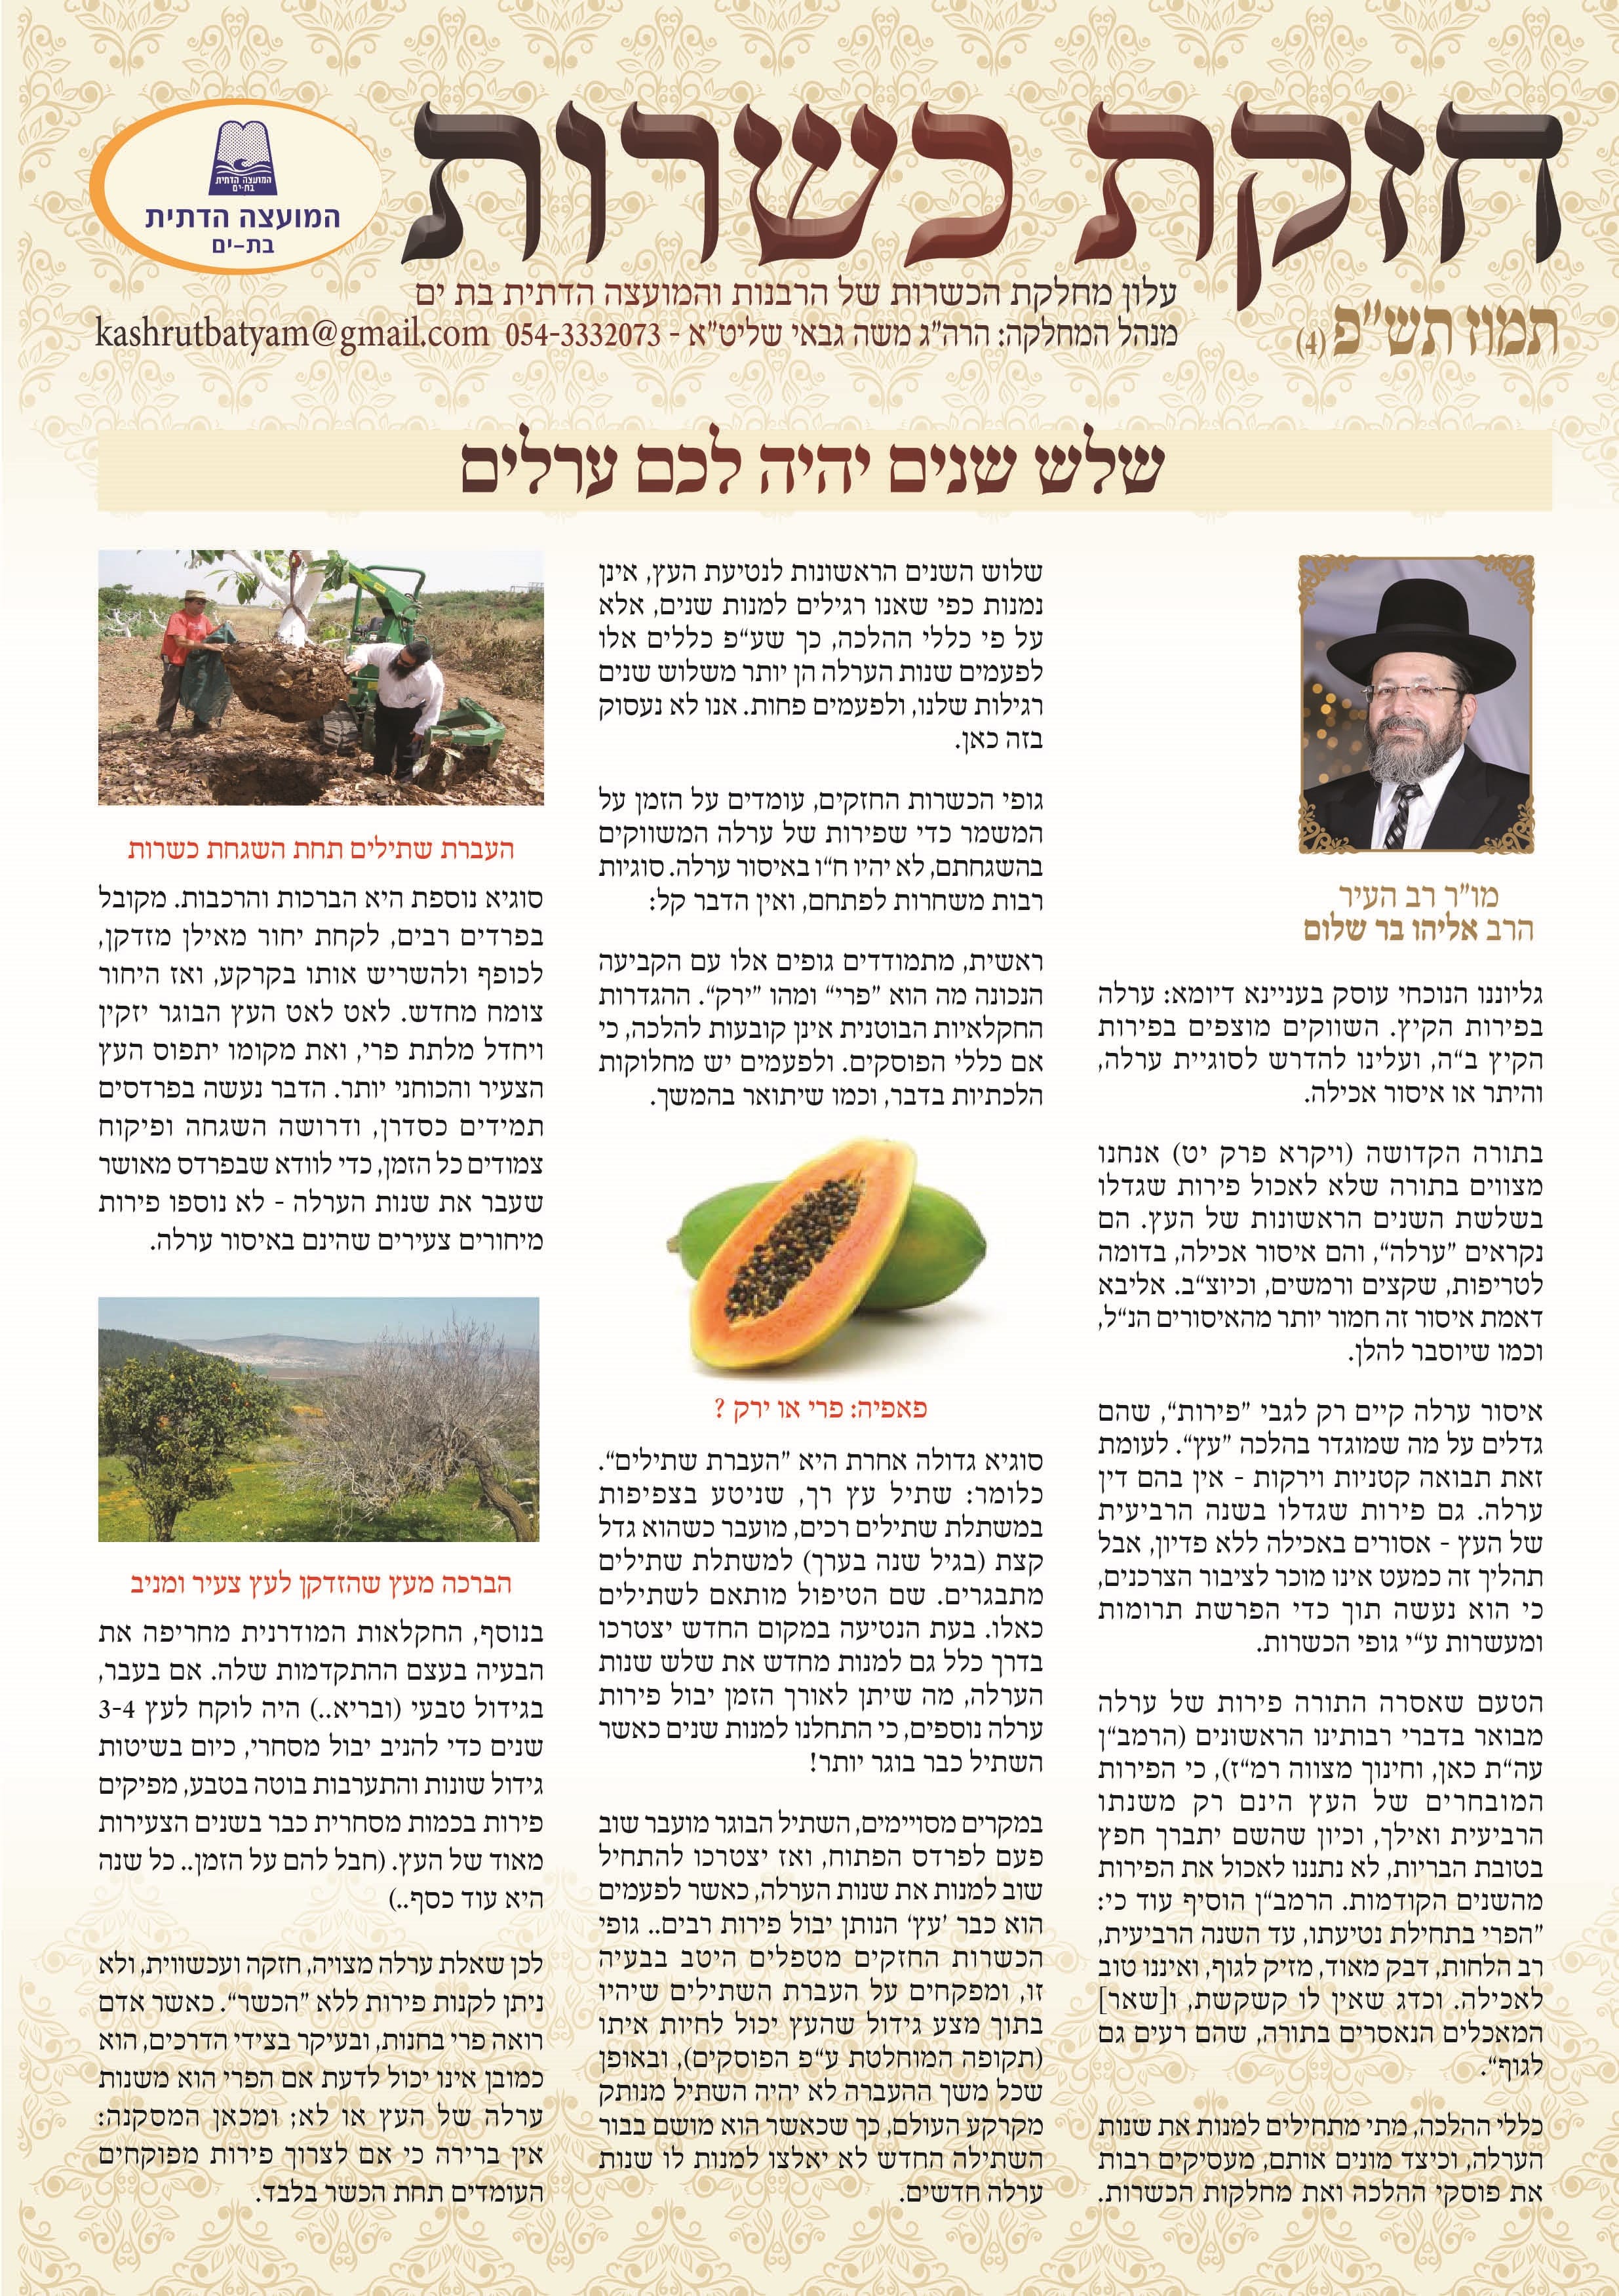 חזקת כשרות
המועצה הדתית
בת-ים
המועצה הדתית
בת-ים
עלון מחלקת הכשרות של הרבנות והמועצה הדתית בת ים
מנהל המחלקה: הרה"ג משה גבאי שליט"א - 054-3332073 kashrutbatyam@gmail.com
תמוז תש"פ (4)
שלש שנים יהיה לכם ערלים
מו"ר רב העיר
הרב אליהו בר שלום
גליוננו הנוכחי עוסק בעניינא דיומא: ערלה
בפירות הקיץ. השווקים מוצפים בפירות
הקיץ ב"ה, ועלינו להדרש לסוגיית ערלה,
והיתר או איסור אכילה.
בתורה הקדושה (ויקרא פרק יט) אנחנו
מצווים בתורה שלא לאכול פירות שגדלו
בשלשת השנים הראשונות של העץ. הם
נקראים "ערלה", והם איסור אכילה, בדומה
לטריפות, שקצים ורמשים, וכיוצ"ב. אליבא
דאמת איסור זה חמור יותר מהאיסורים הנ"ל,
וכמו שיוסבר להלן.
איסור ערלה קיים רק לגבי "פירות", שהם
גדלים על מה שמוגדר בהלכה "עץ". לעומת
זאת תבואה קטניות וירקות - אין בהם דין
ערלה. גם פירות שגדלו בשנה הרביעית
של העץ - אסורים באכילה ללא פדיון, אבל
תהליך זה כמעט אינו מוכר לציבור הצרכנים,
כי הוא נעשה תוך כדי הפרשת תרומות
ומעשרות ע"י גופי הכשרות.
הטעם שאסרה התורה פירות של ערלה
מבואר בדברי רבותינו הראשונים (הרמב"ן
עה"ת כאן, וחינוך מצווה רמ"ז), כי הפירות
המובחרים של העץ הינם רק משנתו
הרביעית ואילך, וכיון שהשם יתברך חפץ
בטובת הבריות, לא נתננו לאכול את הפירות
מהשנים הקודמות. הרמב"ן הוסיף עוד כי:
"הפרי בתחילת נטיעתו, עד השנה הרביעית,
רב הלחות, דבק מאוד, מזיק לגוף, ואיננו טוב
לאכילה. וכדג שאין לו קשקשת, ו[שאר]
המאכלים הנאסרים בתורה, שהם רעים גם
לגוף".
כללי ההלכה, מתי מתחילים למנות את שנות
הערלה, וכיצד מונים אותם, מעסיקים רבות
את פוסקי ההלכה ואת מחלקות הכשרות.
שלוש השנים הראשונות לנטיעת העץ, אינן
נמנות כפי שאנו רגילים למנות שנים, אלא
על פי כללי ההלכה, כך שע"פ כללים אלו
לפעמים שנות הערלה הן יותר משלוש שנים
רגילות שלנו, ולפעמים פחות. אנו לא נעסוק
בזה כאן.
גופי הכשרות החזקים, עומדים על הזמן על
המשמר כדי שפירות של ערלה המשווקים
בהשגחתם, לא יהיו ח"ו באיסור ערלה. סוגיות
רבות משחרות לפתחם, ואין הדבר קל:
ראשית, מתמודדים גופים אלו עם הקביעה
הנכונה מה הוא "פרי" ומהו "ירק". ההגדרות
החקלאיות הבוטנית אינן קובעות להלכה, כי
אם כללי הפוסקים. ולפעמים יש מחלוקות
הלכתיות בדבר, וכמו שיתואר בהמשך.
פאפיה: פרי או ירק ?
סוגיא גדולה אחרת היא "העברת שתילים".
כלומר: שתיל עץ רך, שניטע בצפיפות
במשתלת שתילים רכים, מועבר כשהוא גדל
קצת (בגיל שנה בערך) למשתלת שתילים
מתבגרים. שם הטיפול מותאם לשתילים
כאלו. בעת הנטיעה במקום החדש יצטרכו
בדרך כלל גם למנות מחדש את שלש שנות
הערלה, מה שיתן לאורך הזמן יבול פירות
ערלה נוספים, כי התחלנו למנות שנים כאשר
השתיל כבר בוגר יותר!
במקרים מסויימים, השתיל הבוגר מועבר שוב
פעם לפרדס הפתוח, ואז יצטרכו להתחיל
שוב למנות את שנות הערלה, כאשר לפעמים
הוא כבר 'עץ' הנותן יבול פירות רבים.. גופי
הכשרות החזקים מטפלים היטב בבעיה
זו, ומפקחים על העברת השתילים שיהיו
בתוך מצע גידול שהעץ יכול לחיות איתו
(תקופה המוחלטת ע"פ הפוסקים), ובאופן
שכל משך ההעברה לא יהיה השתיל מנותק
מקרקע העולם, כך שכאשר הוא מושם בבור
השתילה החדש לא יאלצו למנות לו שנות
ערלה חדשים.
העברת שתילים תחת השגחת כשרות
סוגיא נוספת היא הברכות והרכבות. מקובל
בפרדים רבים, לקחת יחור מאילן מזדקן,
לכופף ולהשריש אותו בקרקע, ואז היחור
צומח מחדש. לאט לאט העץ הבוגר יזקין
ויחדל מלתת פרי, ואת מקומו יתפוס העץ
הצעיר והכוחני יותר. הדבר נעשה בפרדסים
תמידים כסדרן, ודרושה השגחה ופיקוח
צמודים כל הזמן, כדי לוודא שבפרדס מאושר
שעבר את שנות הערלה - לא נוספו פירות
מיחורים צעירים שהינם באיסור ערלה.
הברכה מעץ שהזדקן לעץ צעיר ומניב
בנוסף, החקלאות המודרנית מחריפה את
הבעיה בעצם ההתקדמות שלה. אם בעבר,
בגידול טבעי (ובריא..) היה לוקח לעץ 3-4
שנים כדי להניב יבול מסחרי, כיום בשיטות
גידול שונות והתערבות בוטה בטבע, מפיקים
פירות בכמות מסחרית כבר בשנים הצעירות
מאוד של העץ. (חבל להם על הזמן.. כל שנה
היא עוד כסף..)
לכן שאלת ערלה מצויה, חזקה ועכשווית, ולא
ניתן לקנות פירות ללא "הכשר". כאשר אדם
רואה פרי בחנות, ובעיקר בצידי הדרכים, הוא
כמובן אינו יכול לדעת אם הפרי הוא משנות
ערלה של העץ או לא; ומכאן המסקנה:
אין ברירה כי אם לצרוך פירות מפוקחים
העומדים תחת הכשר בלבד.